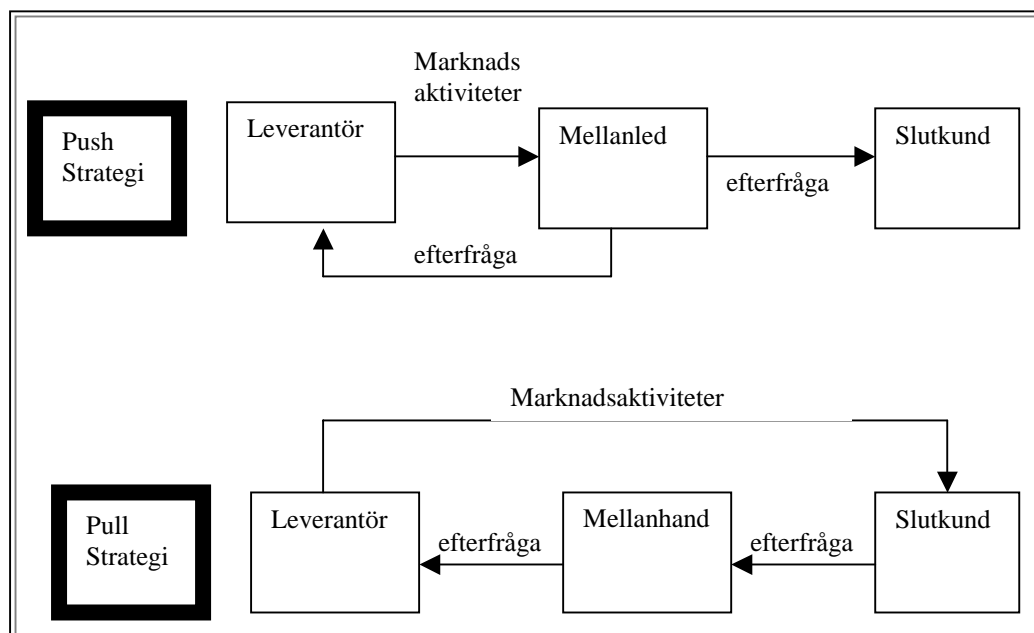 Marknads
aktiviteter
Push
Strategi
Leverantör
Mellanled
Slutkund
efterfråga
efterfråga
Marknadsaktiviteter
Pull
Strategi
Leverantör
Mellanhand
Slutkund
efterfråga
efterfråga